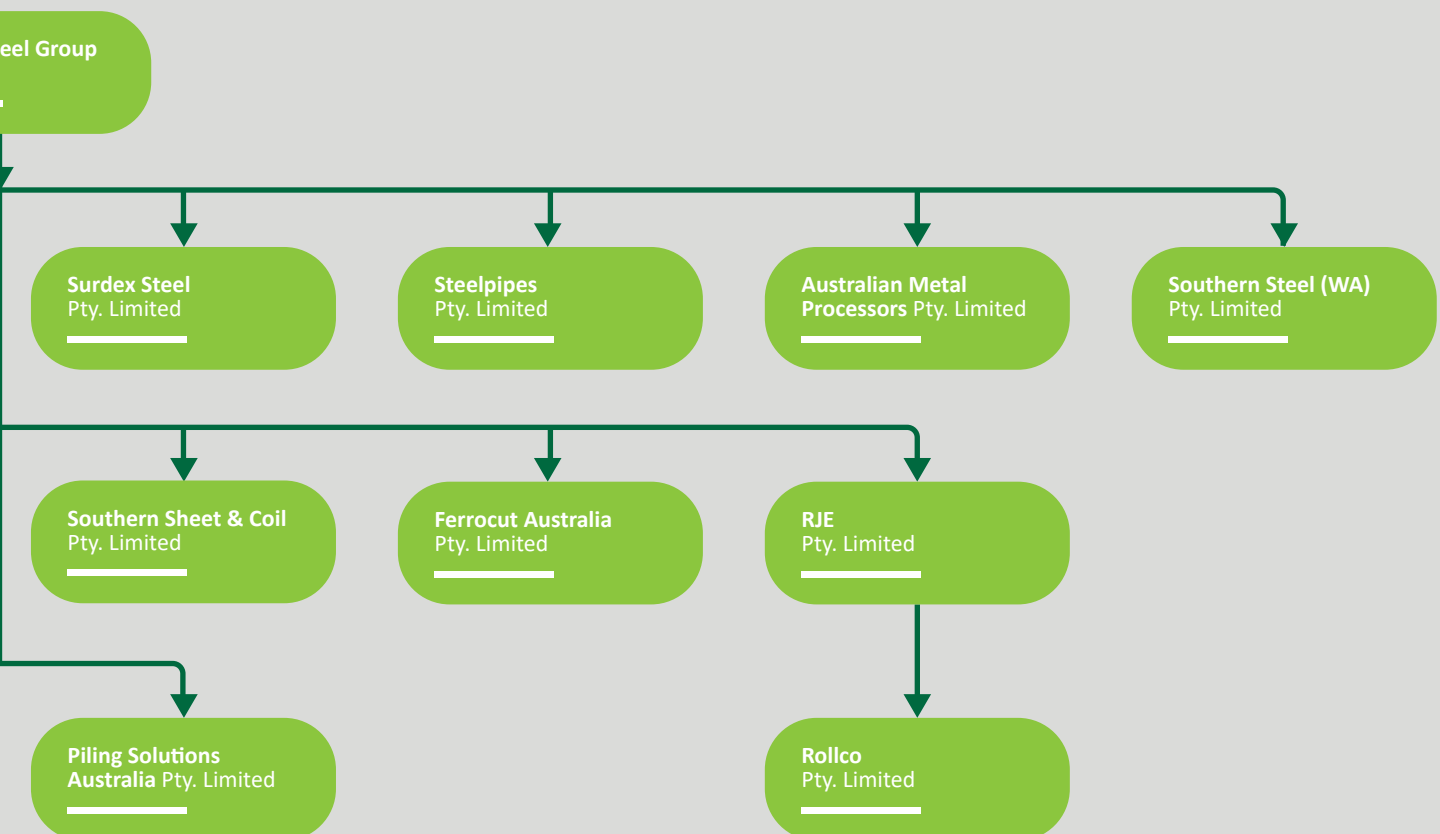 eel Group
Surdex Steel
Pty. Limited
Steelpipes
Pty. Limited
Australian Metal
Processors Pty. Limited
Southern Steel (WA)
Pty. Limited
Southern Sheet & Coil
Pty. Limited
Ferrocut Australia
Pty. Limited
RJE
Pty. Limited
Piling Solutions
Australia Pty. Limited
Rollco
Pty. Limited